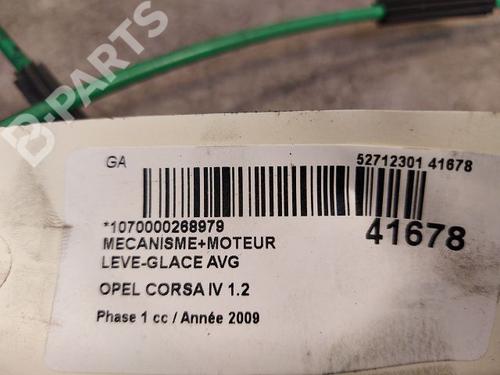 B-PARTS
GA
52712301 41678
*1070000268979
MECANISME+MOTEUR
41678
LEVE-GLACE AVG
OPEL CORSA IV 1.2
Phase 1 cc / Année 2009